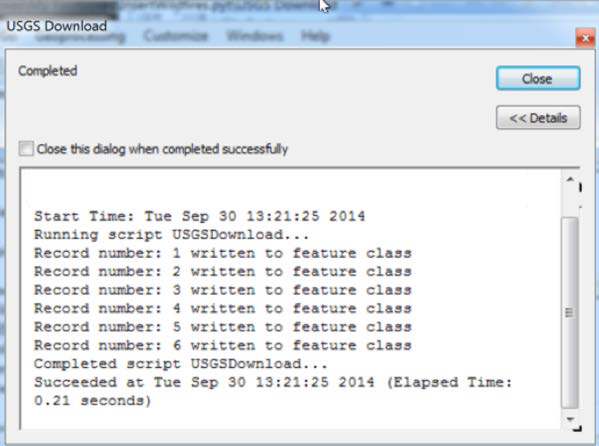 InsertWildfires.pyt\USGS Download
Geoprocessing Customize Windows Help
USGS Download
Completed
Close
<< Details
Close this dialog when completed successfully
Start Time: Tue Sep 30 13:21:25 2014
Running script USGSDownload...
Record number: 1 written to feature class
Record number: 2 written to feature class
Record number: 3 written to feature class
Record number: 4 written to feature class
Record number: 5 written to feature class
Record number: 6 written to feature class
Completed script USGSDownload...
Succeeded at Tue Sep 30 13:21:25 2014 (Elapsed Time:
0.21 seconds)